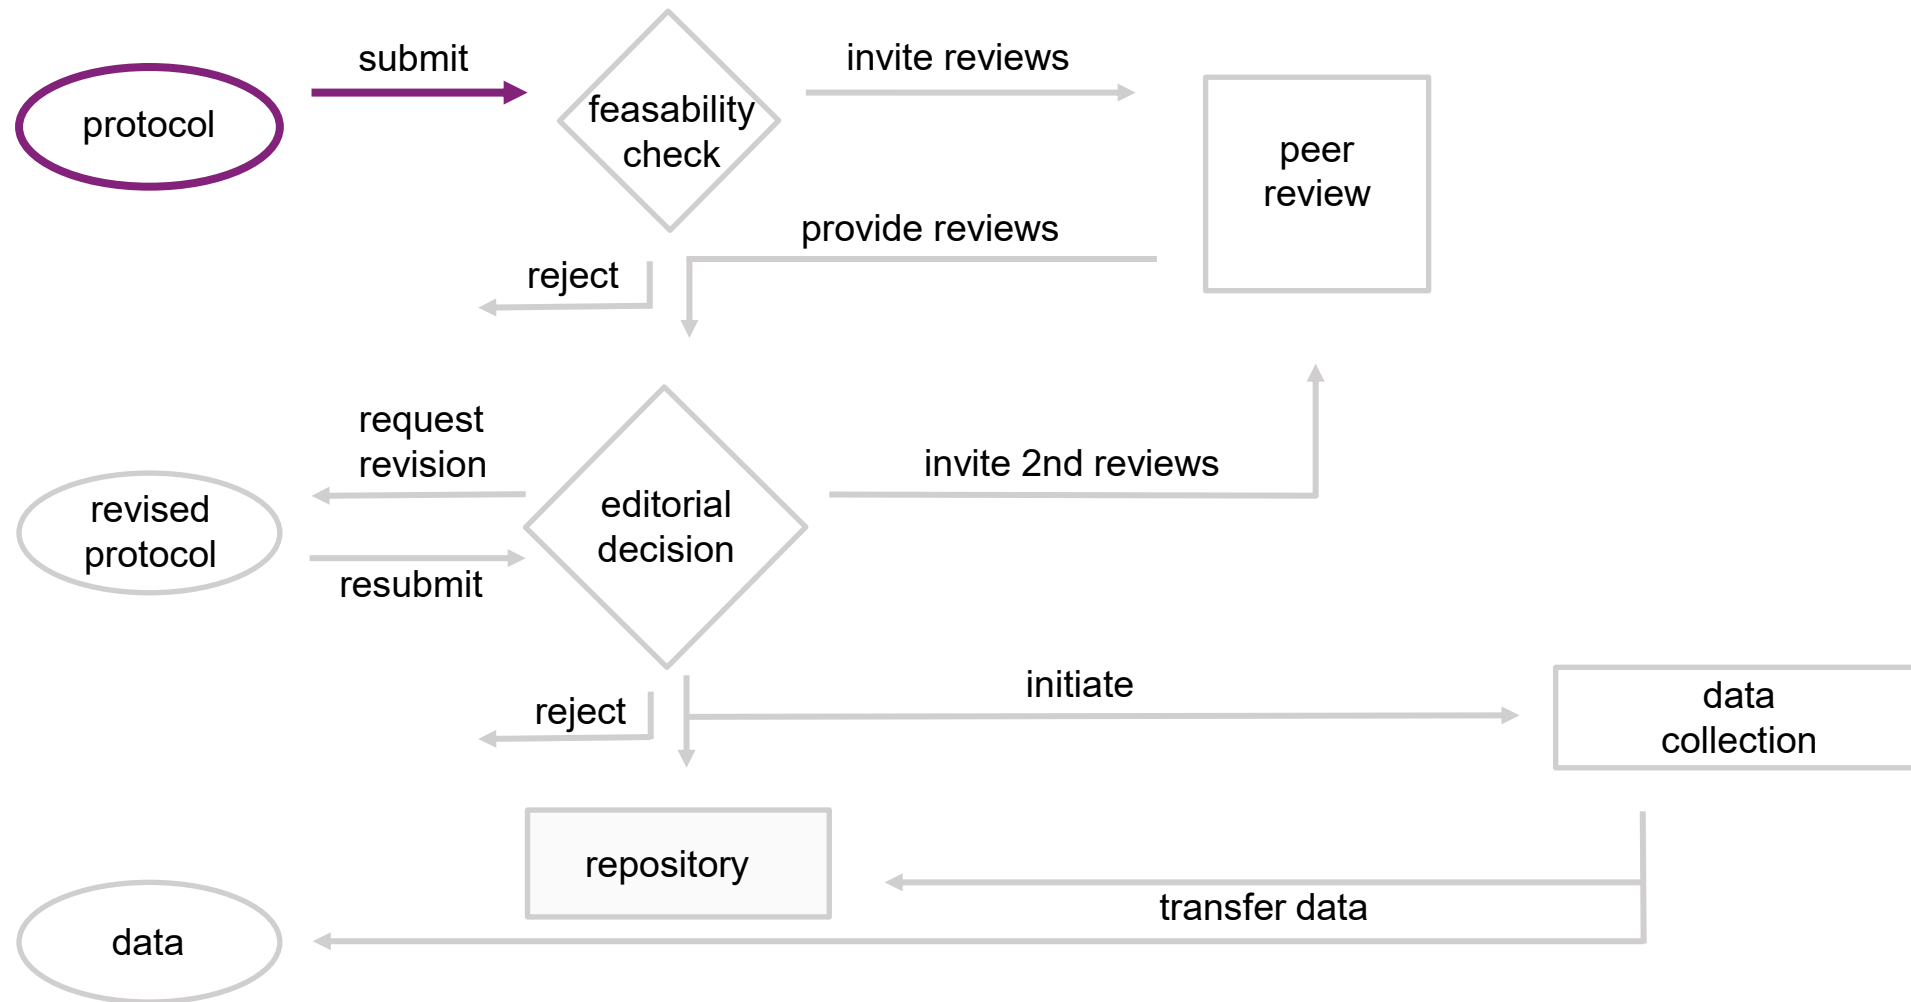 submit
invite reviews
protocol
feasability
check
peer
review
provide reviews
reject
request
revision
invite 2nd reviews
revised
protocol
editorial
decision
resubmit
initiate
reject
data
collection
repository
transfer data
data